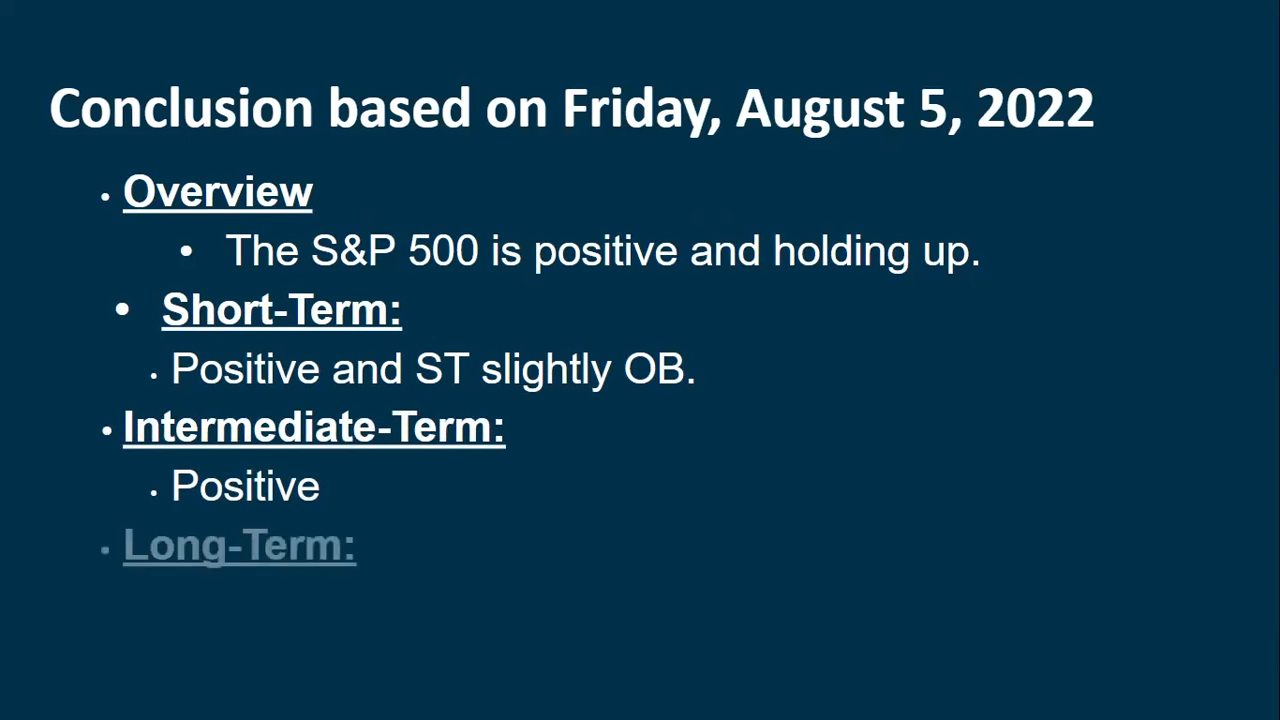 Conclusion based on Friday, August 5, 2022
• Overview
• The S&P 500 is positive and holding up.
• Short-Term:
• Positive and ST slightly OB.
• Intermediate-Term:
• Positive
• Long-Term: